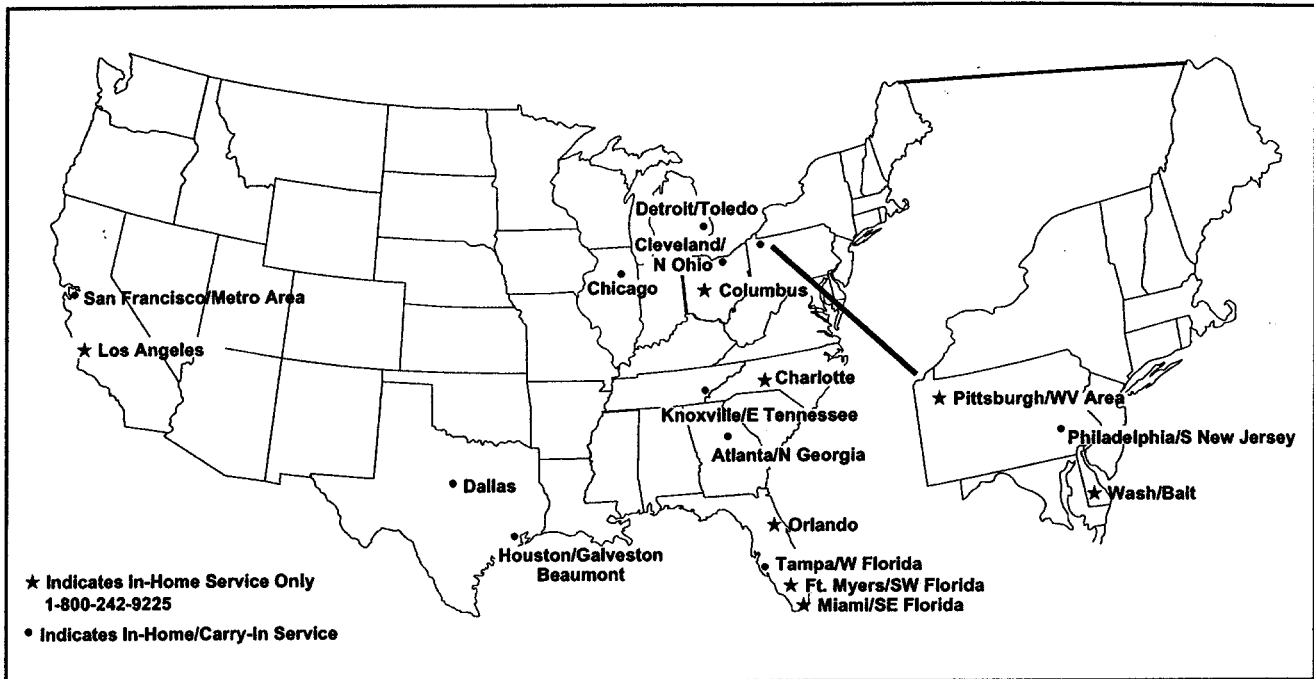 Detroit/Toledo
Cleveland/
N Ohio
Chicago
★ Columbus
San Francisco/Metro Area
★ Los Angeles
★ Charlotte
Knoxville/E Tennessee
Atlanta/N Georgia
★ Pittsburgh/WV Area
Philadelphia/S New Jersey
★ Wash/Balt
• Dallas
★ Orlando
Houston/Galveston
Beaumont
Tampa/W Florida
★ Ft. Myers/SW Florida
★ Miami/SE Florida
★ Indicates In-Home Service Only
1-800-242-9225
• Indicates In-Home/Carry-In Service